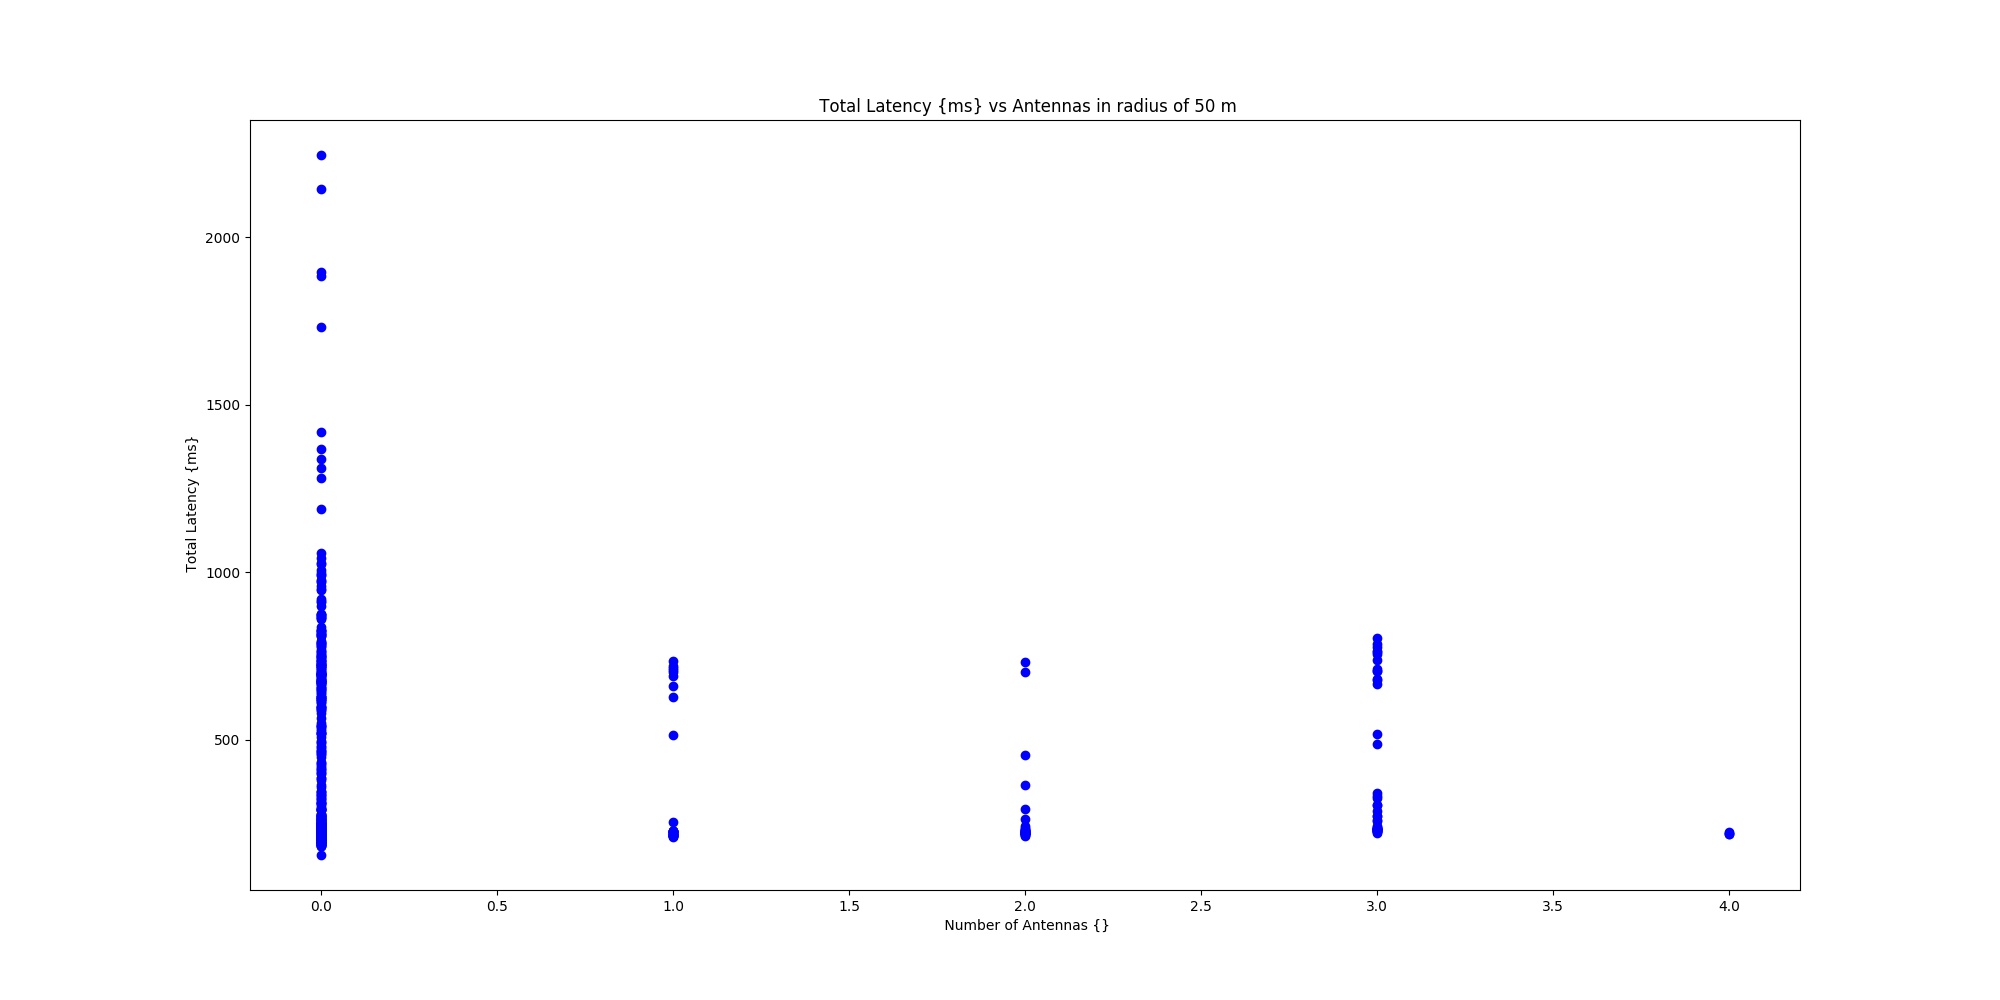 Total Latency {ms} vs Antennas in radius of 50 m
Total Latency {ms}
2000
1500
1000
500
0.0 0.5 1.0 1.5 2.0 2.5 3.0 3.5 4.0
Number of Antennas {}